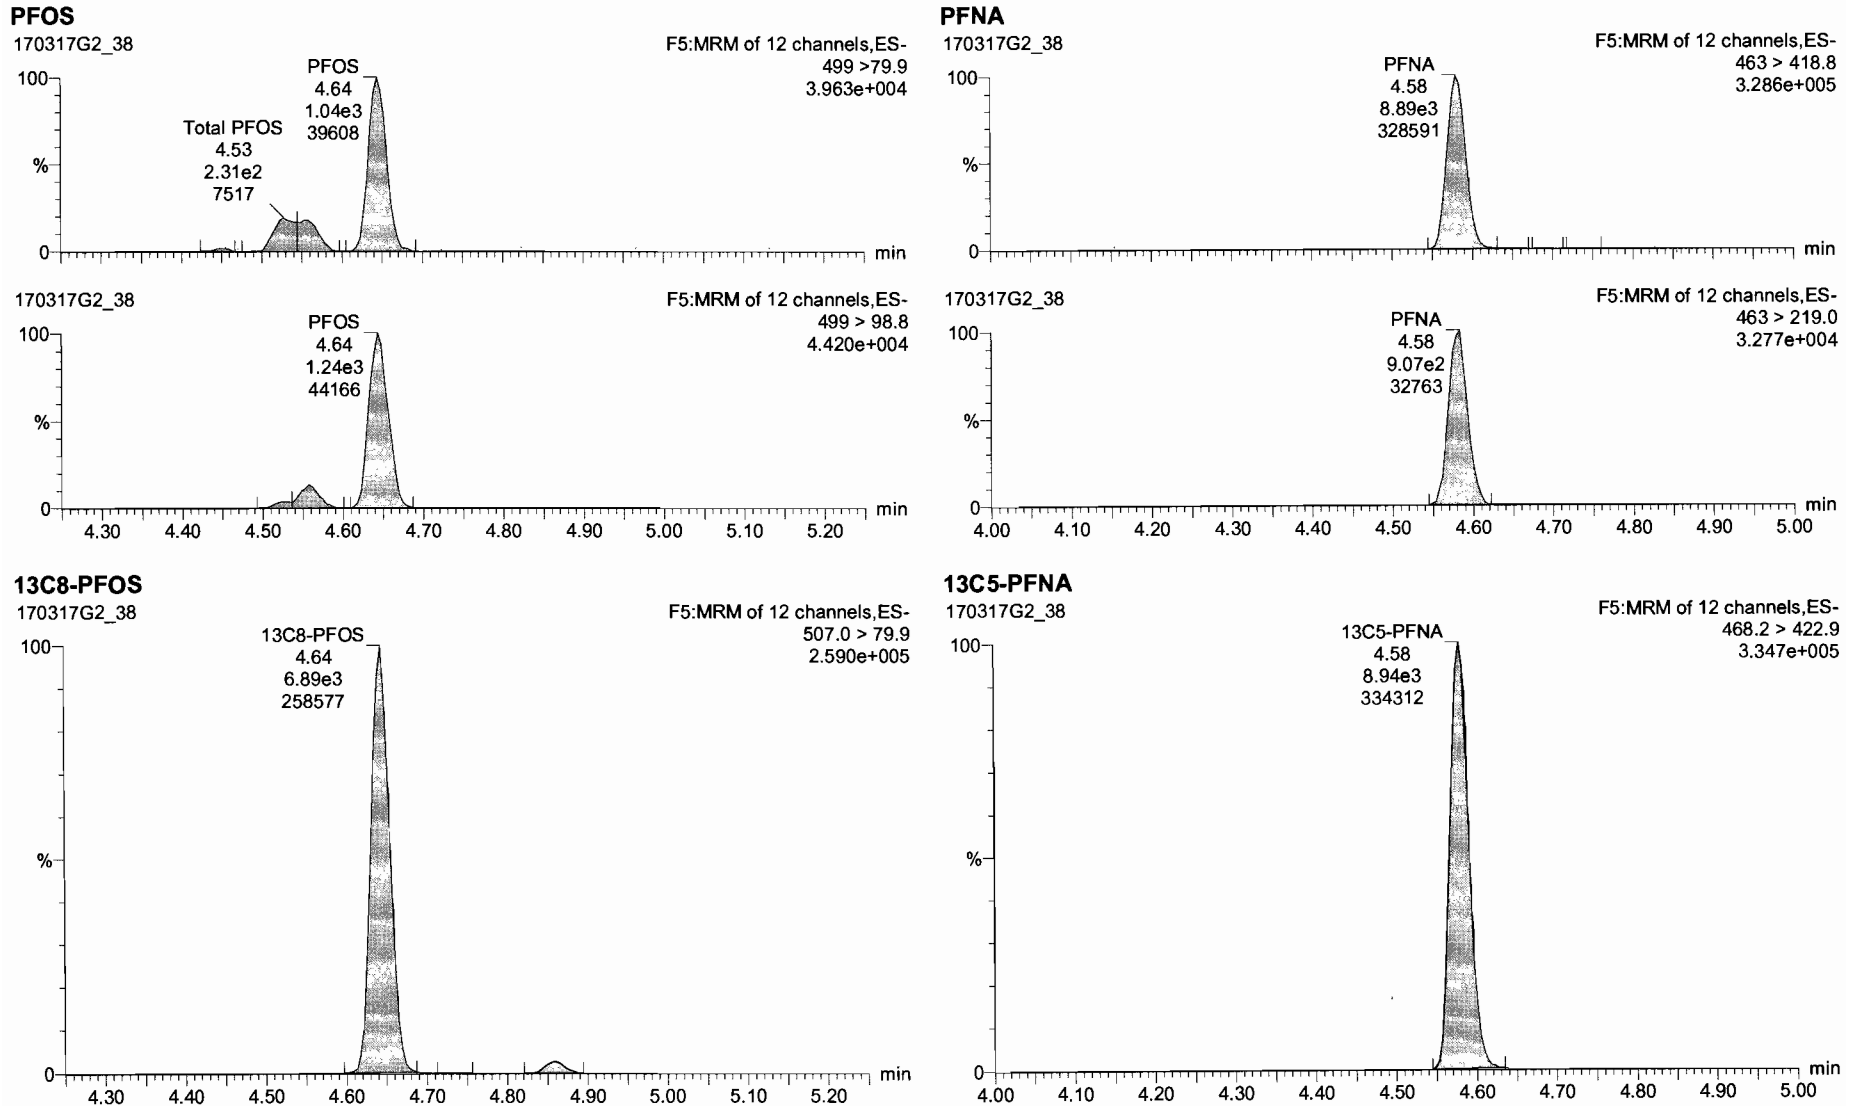 PFOS
170317G2_38
F5:MRM of 12 channels,ES-
499 >79.9
3.963e+004
PFOS
4.64
1.04e3
39608
Total PFOS
4.53
2.31e2
7517
100
%
0
min
170317G2_38
F5:MRM of 12 channels,ES-
499 > 98.8
4.420e+004
PFOS
4.64
1.24e3
44166
100
%
0
min
4.30 4.40 4.50 4.60 4.70 4.80 4.90 5.00 5.10 5.20
13C8-PFOS
170317G2_38
F5:MRM of 12 channels,ES-
507.0 > 79.9
2.590e+005
13C8-PFOS
4.64
6.89e3
258577
100
%
0
min
4.30 4.40 4.50 4.60 4.70 4.80 4.90 5.00 5.10 5.20
PFNA
170317G2_38
F5:MRM of 12 channels,ES-
463 > 418.8
3.286e+005
PFNA
4.58
8.89e3
328591
100
%
0
min
170317G2_38
F5:MRM of 12 channels,ES-
463 > 219.0
3.277e+004
PFNA
4.58
9.07e2
32763
100
%
0
min
4.00 4.10 4.20 4.30 4.40 4.50 4.60 4.70 4.80 4.90 5.00
13C5-PFNA
170317G2_38
F5:MRM of 12 channels,ES-
468.2 > 422.9
3.347e+005
13C5-PFNA
4.58
8.94e3
334312
100
%
0
min
4.00 4.10 4.20 4.30 4.40 4.50 4.60 4.70 4.80 4.90 5.00